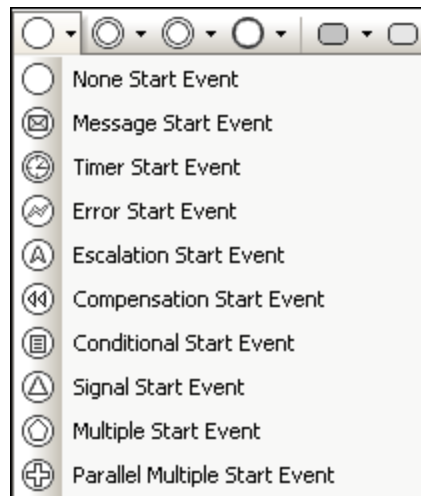 None Start Event
Message Start Event
Timer Start Event
Error Start Event
Escalation Start Event
Compensation Start Event
Conditional Start Event
Signal Start Event
Multiple Start Event
Parallel Multiple Start Event